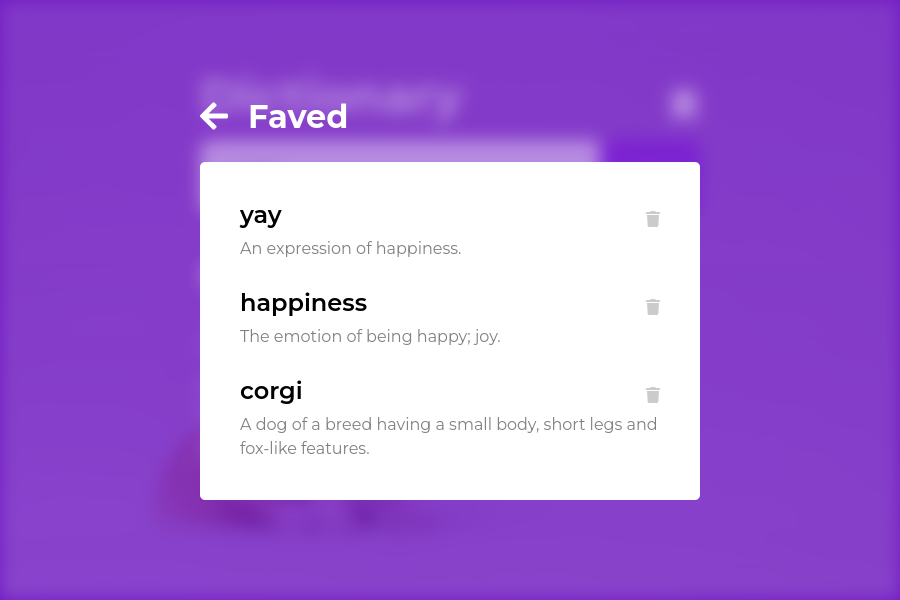 Dictionary
Faved
yay
An expression of happiness.
happiness
The emotion of being happy; joy.
corgi
A dog of a breed having a small body, short legs and
fox-like features.